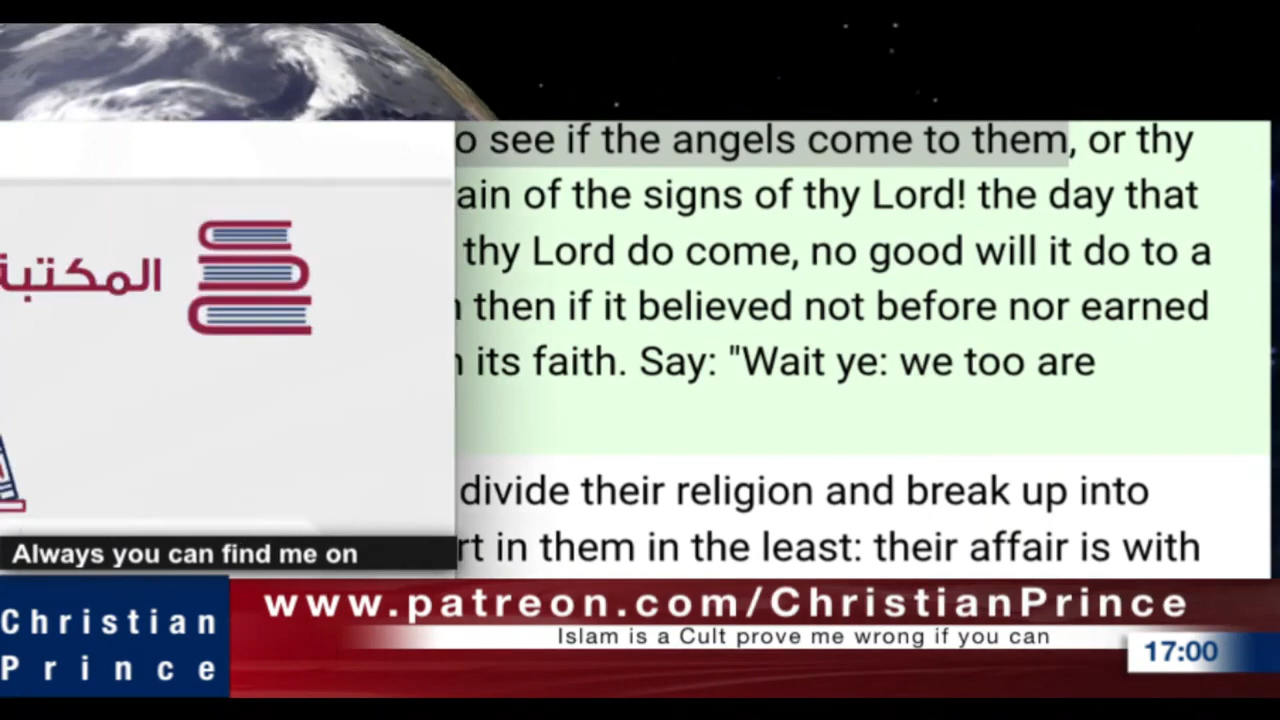 o see if the angels come to them, or thy
ain of the signs of thy Lord! the day that
thy Lord do come, no good will it do to a
then if it believed not before nor earned
its faith. Say: "Wait ye: we too are
divide their religion and break up into
rt in them in the least: their affair is with
المكتبة
Always you can find me on
Christian
Prince
www.patreon.com/ChristianPrince
Islam is a Cult prove me wrong if you can
17:00